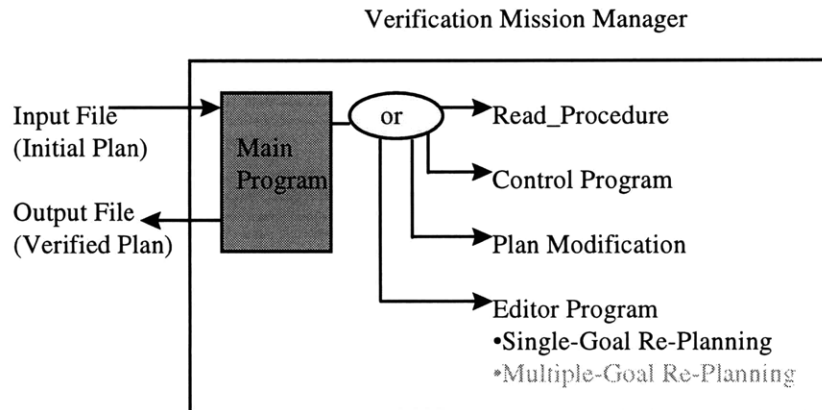 Verification Mission Manager
Input File
(Initial Plan)
Output File
(Verified Plan)
Main
Program
or
Read_Procedure
Control Program
Plan Modification
Editor Program
•Single-Goal Re-Planning
•Multiple-Goal Re-Planning